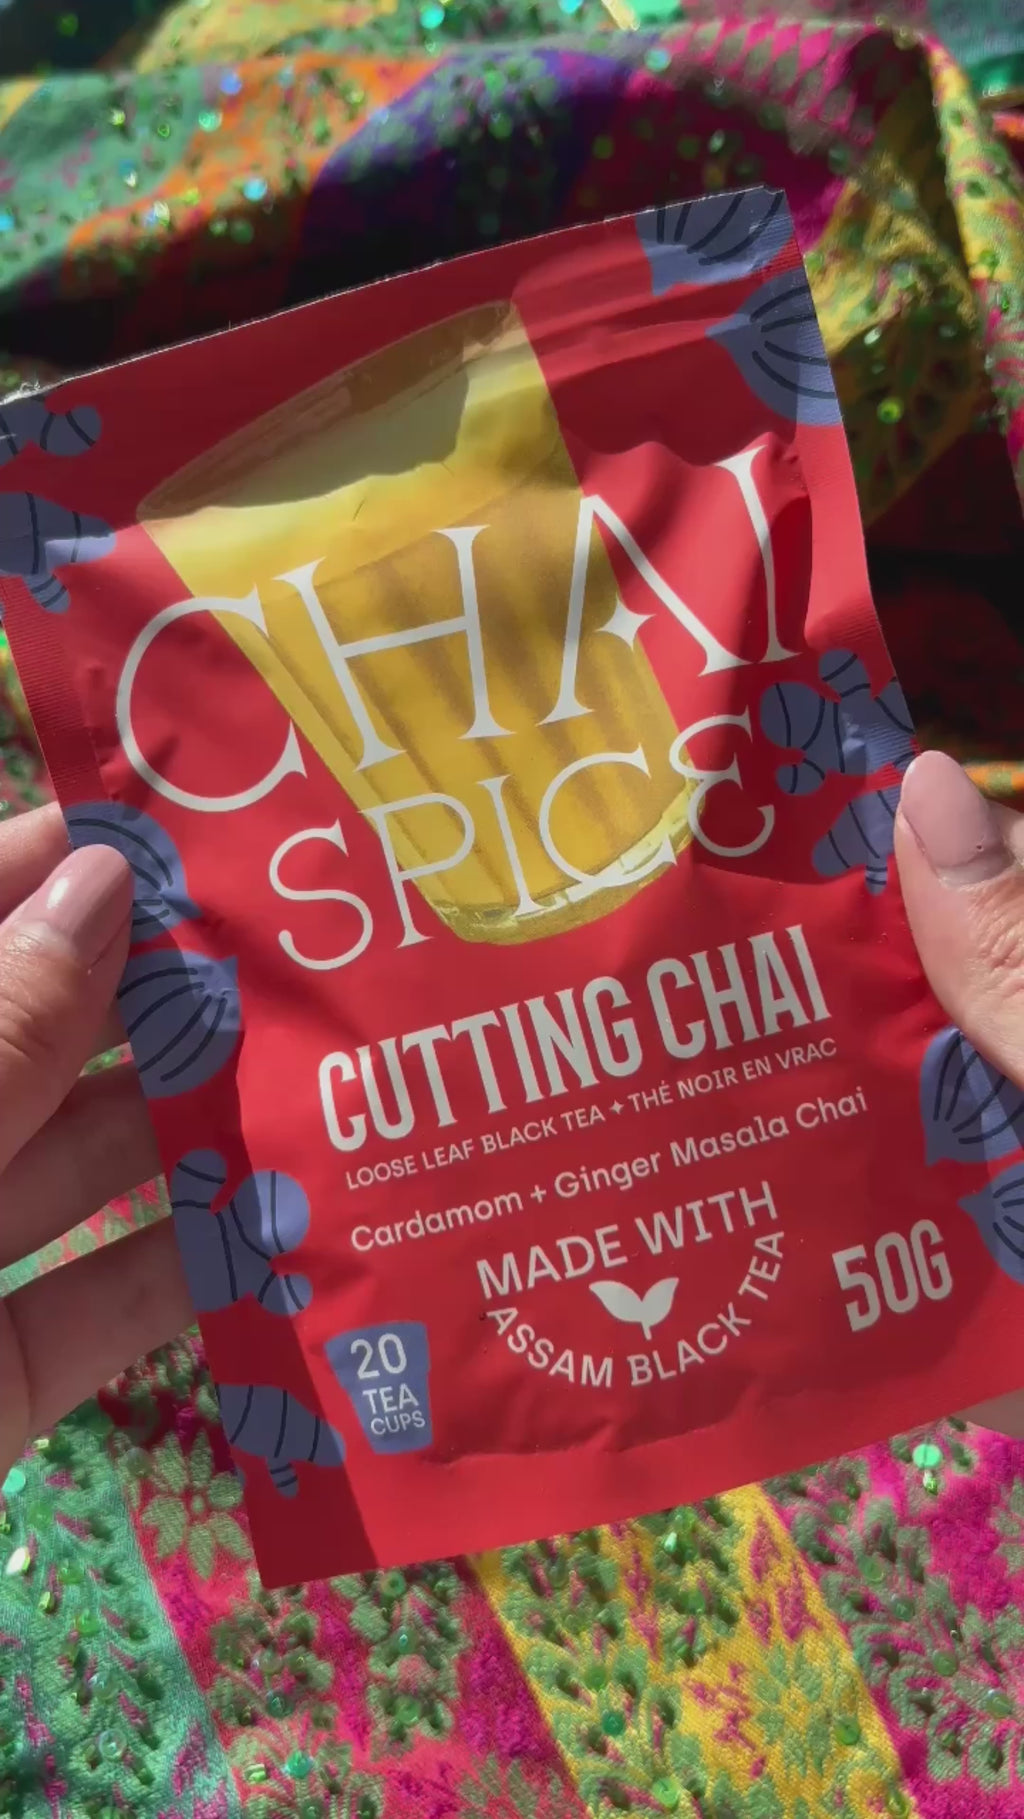 CHAI
SPICE
CUTTING CHAI
LOOSE LEAF BLACK TEA ✦ THÉ NOIR EN VRAC
Cardamom + Ginger Masala Chai
MADE WITH
ASSAM BLACK TEA
50G
20
TEA
CUPS